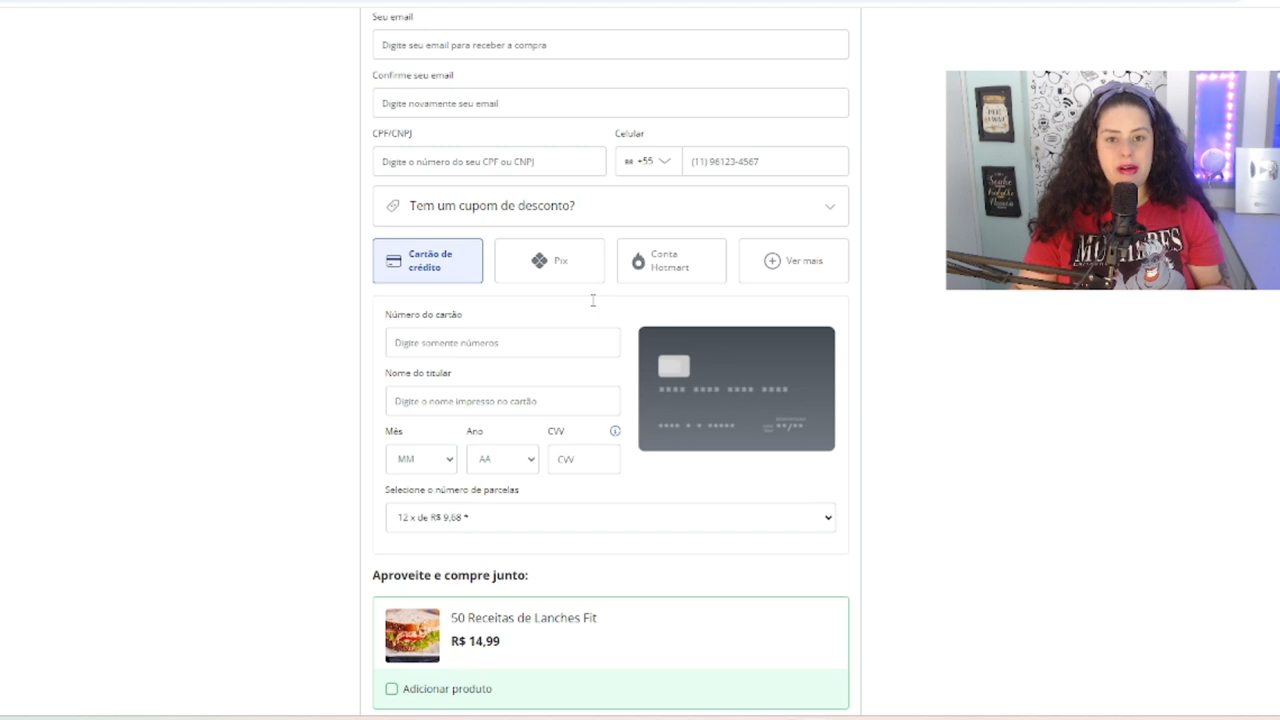 Seu email
Digite seu email para receber a compra
Confirme seu email
Digite novamente seu email
CPF/CNPJ
Celular
Digite o número do seu CPF ou CNPJ
BR +55
(11) 96123-4567
Tem um cupom de desconto?
Cartão de
crédito
Pix
Conta
Hotmart
Ver mais
Número do cartão
Digite somente números
Nome do titular
Digite o nome impresso no cartão
Mês
Ano
CVV
MM
AA
CVV
Selecione o número de parcelas
12 x de R$ 9,68 *
Aproveite e compre junto:
50 Receitas de Lanches Fit
R$ 14,99
Adicionar produto